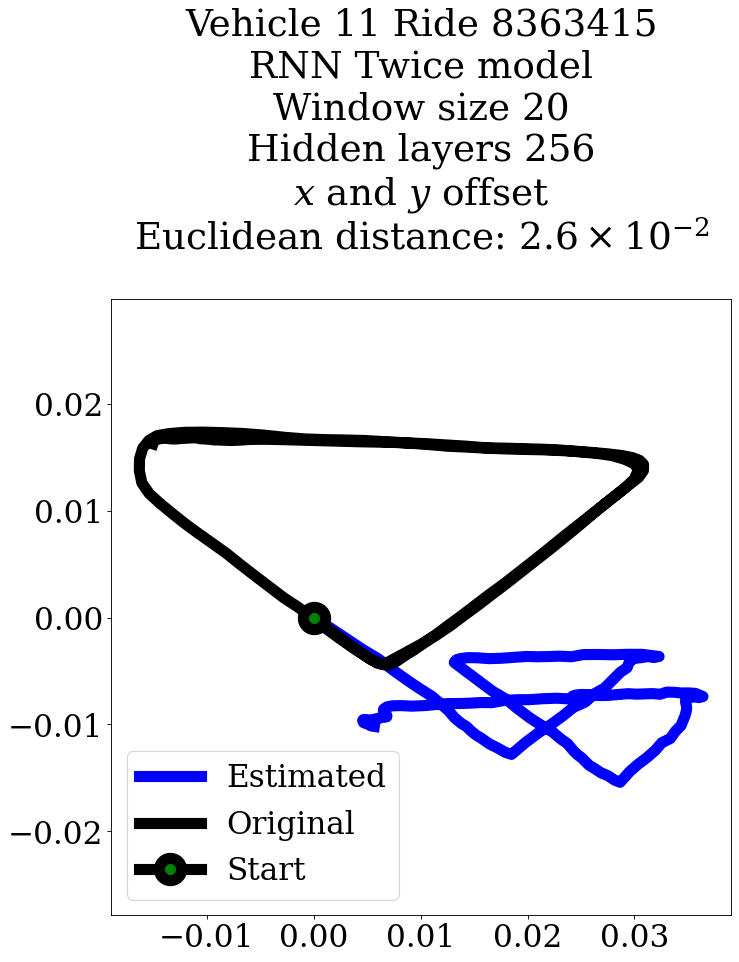 Vehicle 11 Ride 8363415
RNN Twice model
Window size 20
Hidden layers 256
x and y offset
Euclidean distance: 2.6 × 10⁻²
0.02
0.01
0.00
−0.01
−0.02
Estimated
Original
Start
−0.01 0.00 0.01 0.02 0.03